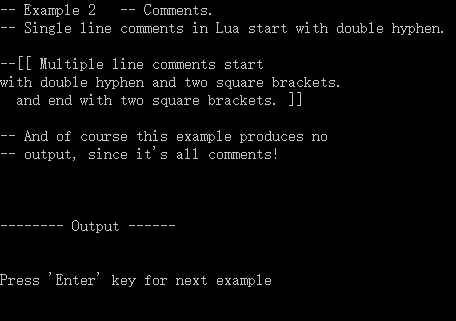 -- Example 2   -- Comments.
-- Single line comments in Lua start with double hyphen.
--[[ Multiple line comments start
with double hyphen and two square brackets.
  and end with two square brackets. ]]
-- And of course this example produces no
-- output, since it's all comments!
-------- Output ------
Press 'Enter' key for next example